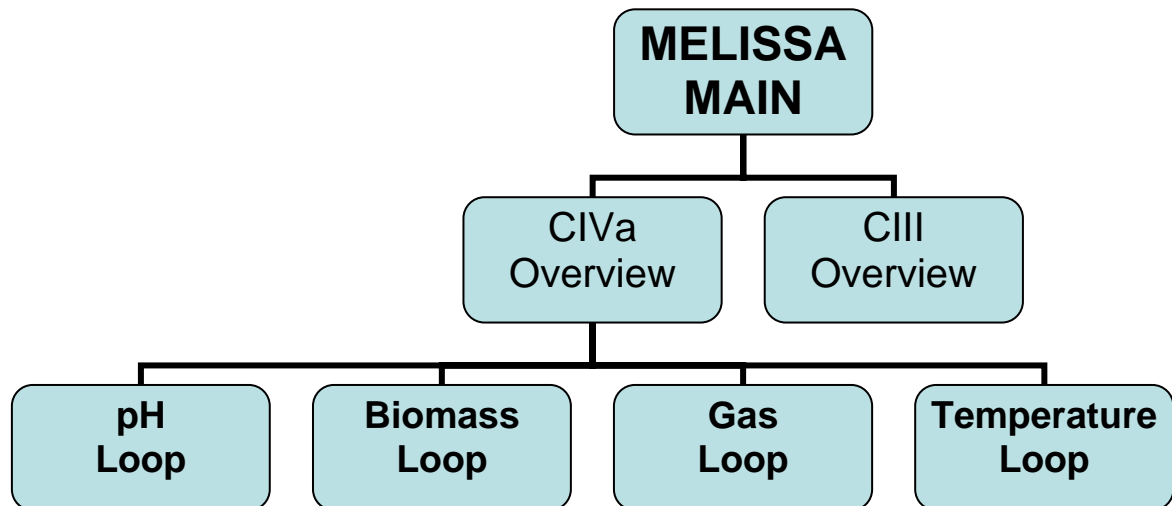 MELISSA
MAIN
CIVa
Overview
CIII
Overview
pH
Loop
Biomass
Loop
Gas
Loop
Temperature
Loop